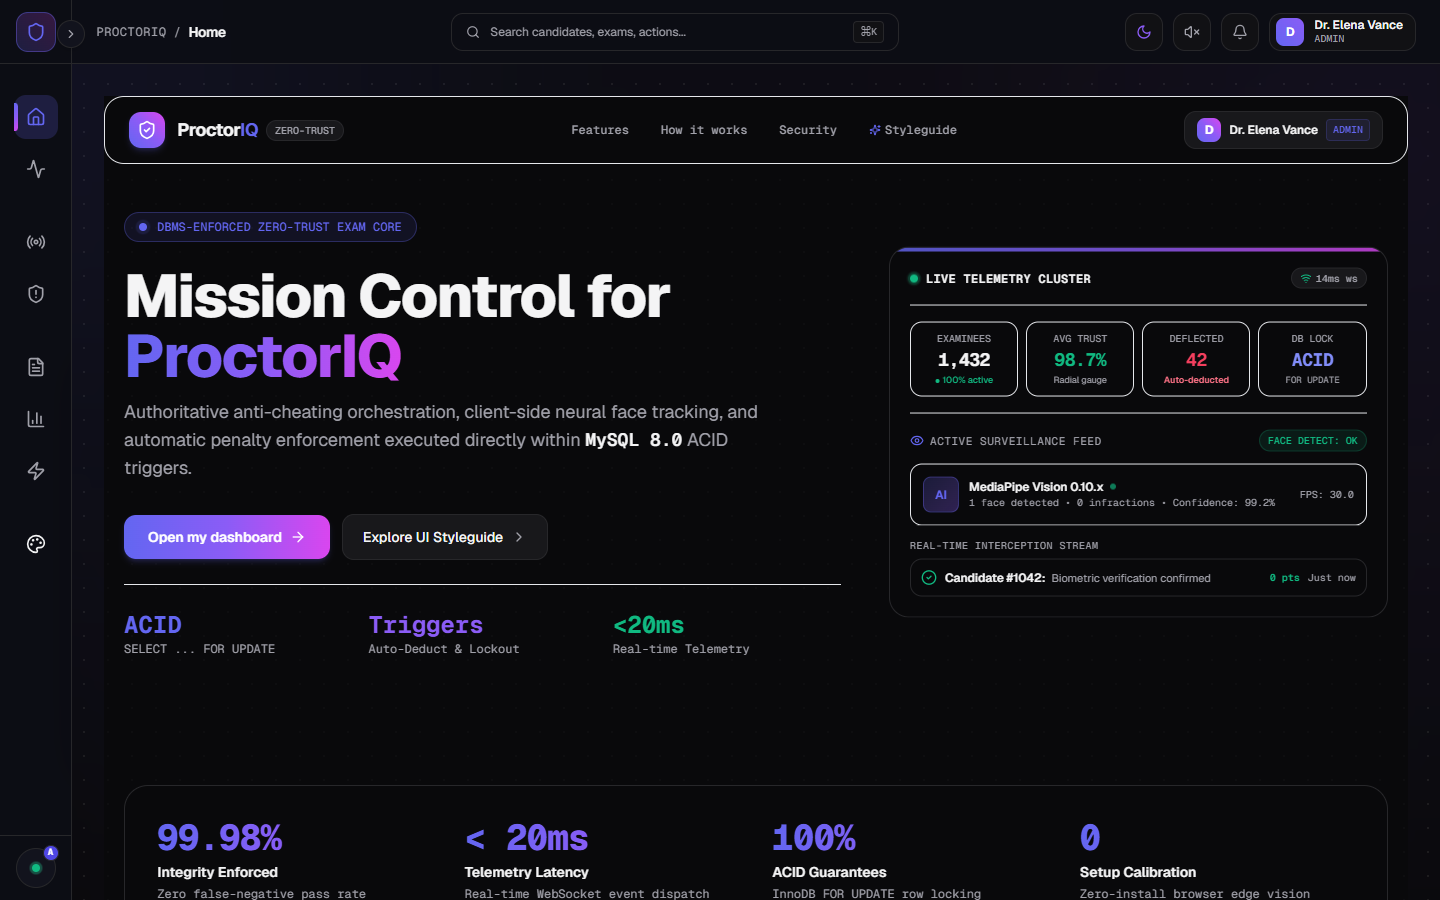 PROCTORIQ / Home
Search candidates, exams, actions...
⌘K
D
Dr. Elena Vance
ADMIN
ProctorIQ
ZERO-TRUST
Features
How it works
Security
Styleguide
D
Dr. Elena Vance
ADMIN
DBMS-ENFORCED ZERO-TRUST EXAM CORE
Mission Control for
ProctorIQ
Authoritative anti-cheating orchestration, client-side neural face tracking, and
automatic penalty enforcement executed directly within MySQL 8.0 ACID
triggers.
Open my dashboard
Explore UI Styleguide
ACID
SELECT ... FOR UPDATE
Triggers
Auto-Deduct & Lockout
<20ms
Real-time Telemetry
LIVE TELEMETRY CLUSTER
14ms ws
EXAMINEES
1,432
● 100% active
AVG TRUST
98.7%
Radial gauge
DEFLECTED
42
Auto-deducted
DB LOCK
ACID
FOR UPDATE
ACTIVE SURVEILLANCE FEED
FACE DETECT: OK
AI
MediaPipe Vision 0.10.x
1 face detected • 0 infractions • Confidence: 99.2%
FPS: 30.0
REAL-TIME INTERCEPTION STREAM
Candidate #1042: Biometric verification confirmed
0 pts Just now
99.98%
Integrity Enforced
Zero false-negative pass rate
< 20ms
Telemetry Latency
Real-time WebSocket event dispatch
100%
ACID Guarantees
InnoDB FOR UPDATE row locking
0
Setup Calibration
Zero-install browser edge vision
A